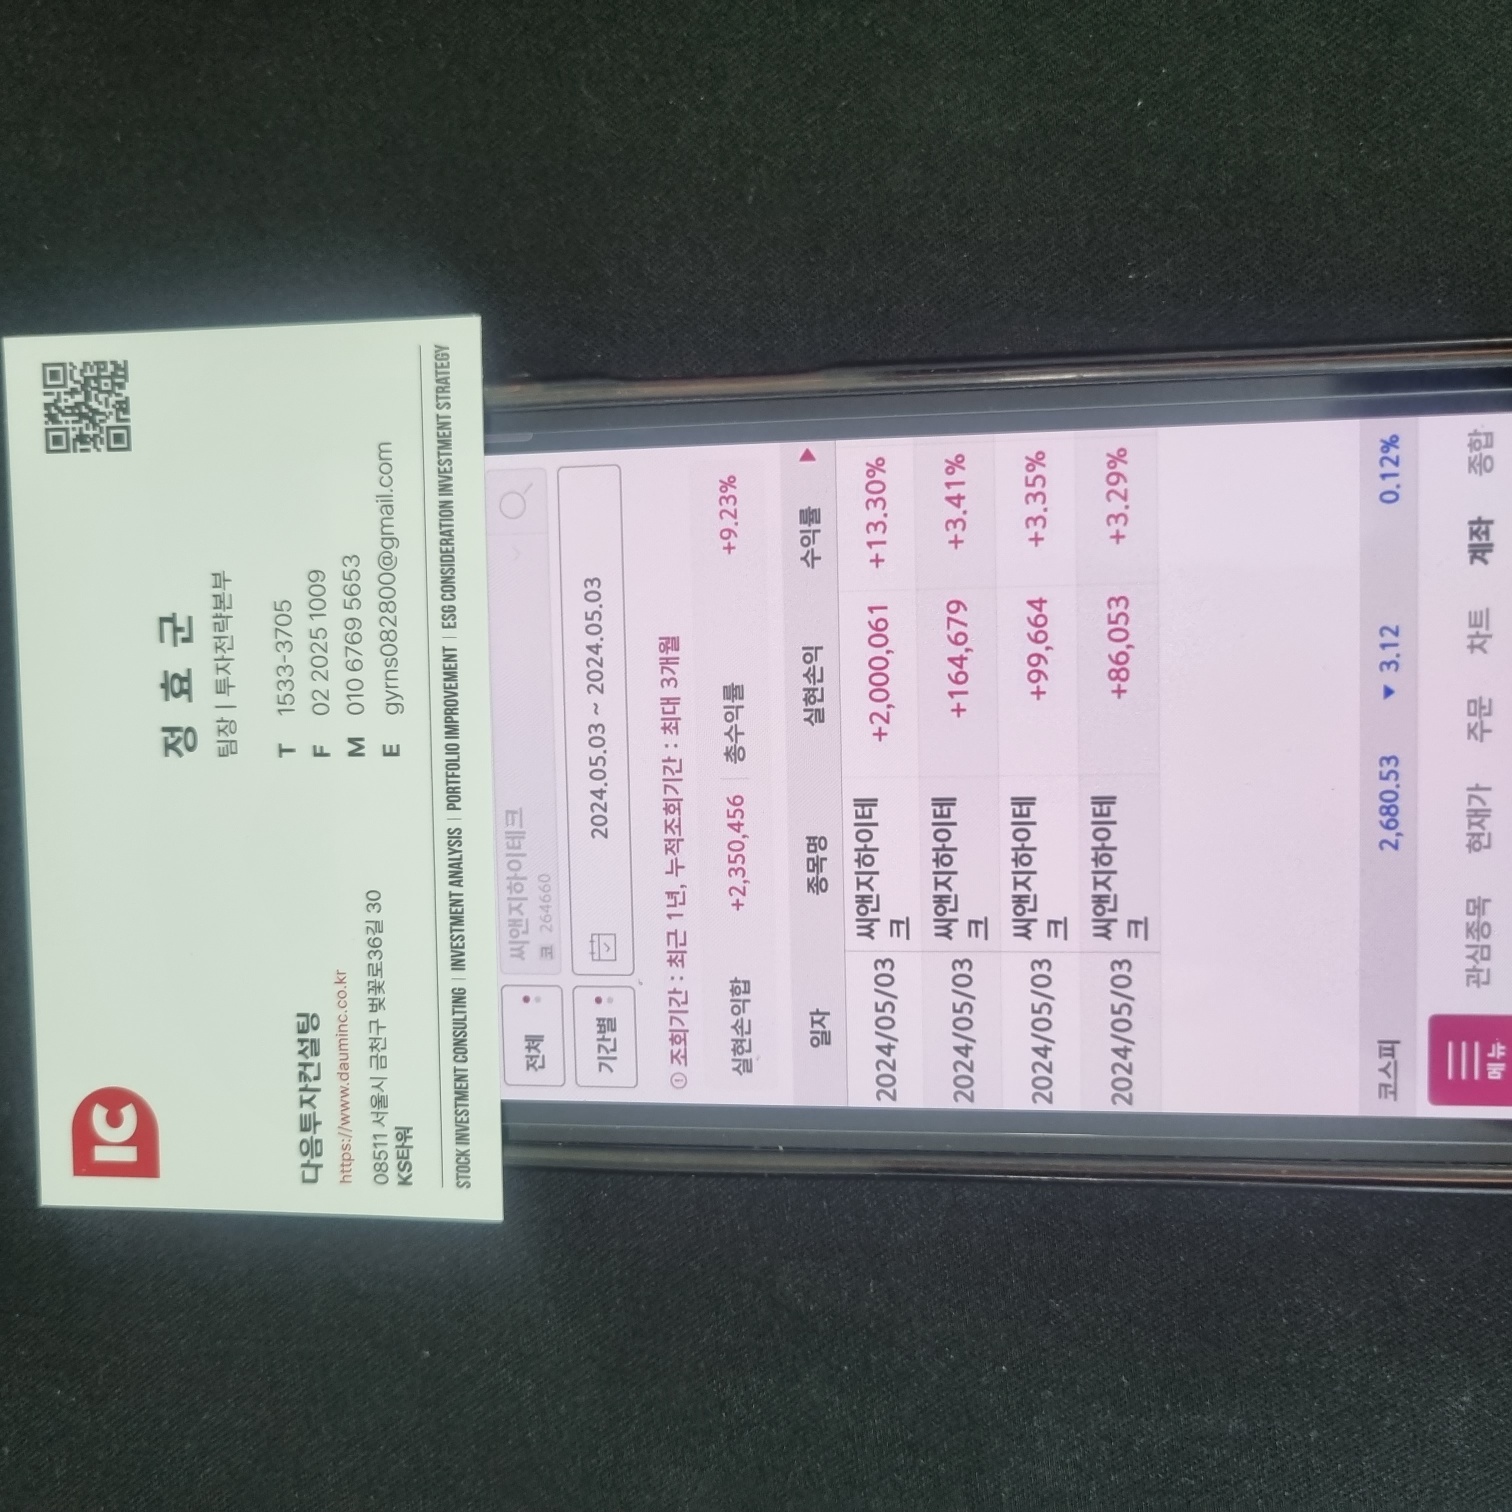 IC
정 효 군
팀장 | 투자전략본부
T 1533-3705
F 02 2025 1009
M 010 6769 5653
E gyrns082800@gmail.com
다음투자컨설팅
https://www.dauminc.co.kr
08511 서울시 금천구 벚꽃로36길 30
KS타워
STOCK INVESTMENT CONSULTING | INVESTMENT ANALYSIS | PORTFOLIO IMPROVEMENT | ESG CONSIDERATION INVESTMENT STRATEGY
전체 씨앤지하이테크
코 264660
기간별 2024.05.03 ~ 2024.05.03
① 조회기간 : 최근 1년, 누적조회기간 : 최대 3개월
실현손익합 +2,350,456 총수익률 +9.23%
일자 종목명 실현손익 수익률 ▶
2024/05/03 씨앤지하이테크 +2,000,061 +13.30%
2024/05/03 씨앤지하이테크 +164,679 +3.41%
2024/05/03 씨앤지하이테크 +99,664 +3.35%
2024/05/03 씨앤지하이테크 +86,053 +3.29%
코스피 2,680.53 ▼ 3.12 0.12%
메뉴 관심종목 현재가 주문 차트 계좌 종합